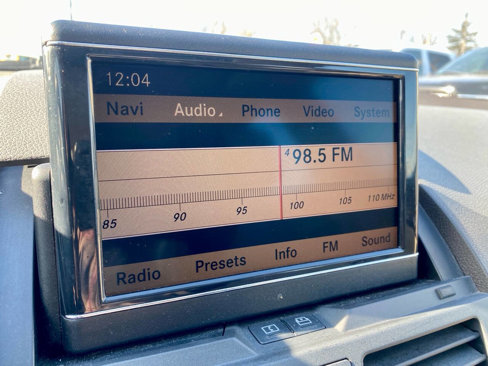 12:04
Navi Audio Phone Video System
4 98.5 FM
85 90 95 100 105 110 MHz
Radio Presets Info FM Sound